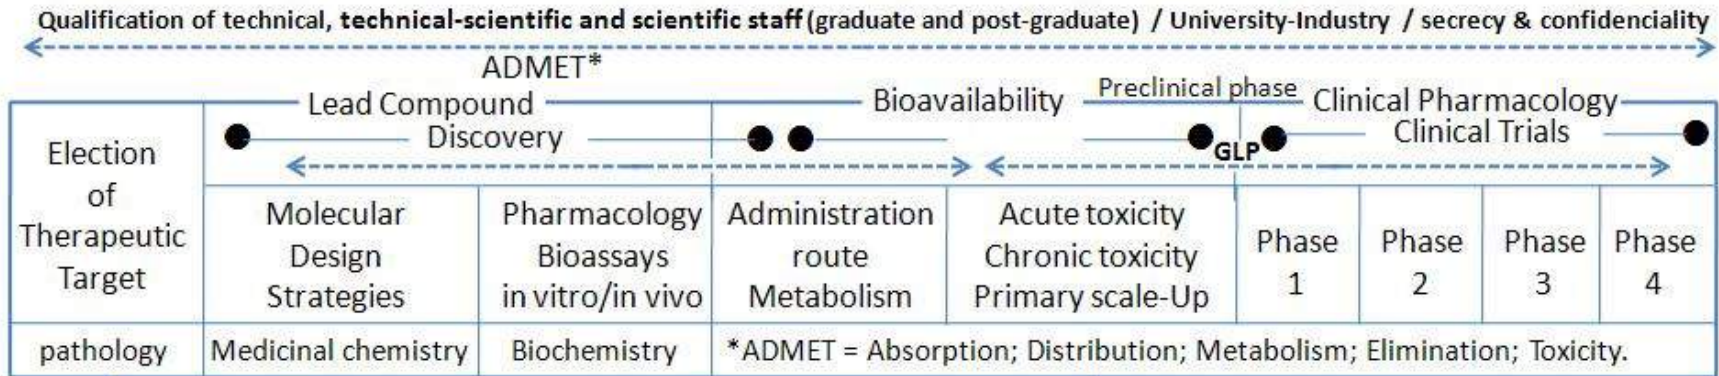 Qualification of technical, technical-scientific and scientific staff (graduate and post-graduate) / University-Industry / secrecy & confidenciality
ADMET*
Lead Compound
Discovery
Bioavailability
Preclinical phase
GLP
Clinical Pharmacology
Clinical Trials
Election
of
Therapeutic
Target
Molecular
Design
Strategies
Pharmacology
Bioassays
in vitro/in vivo
Administration
route
Metabolism
Acute toxicity
Chronic toxicity
Primary scale-Up
Phase
1
Phase
2
Phase
3
Phase
4
pathology
Medicinal chemistry
Biochemistry
*ADMET = Absorption; Distribution; Metabolism; Elimination; Toxicity.